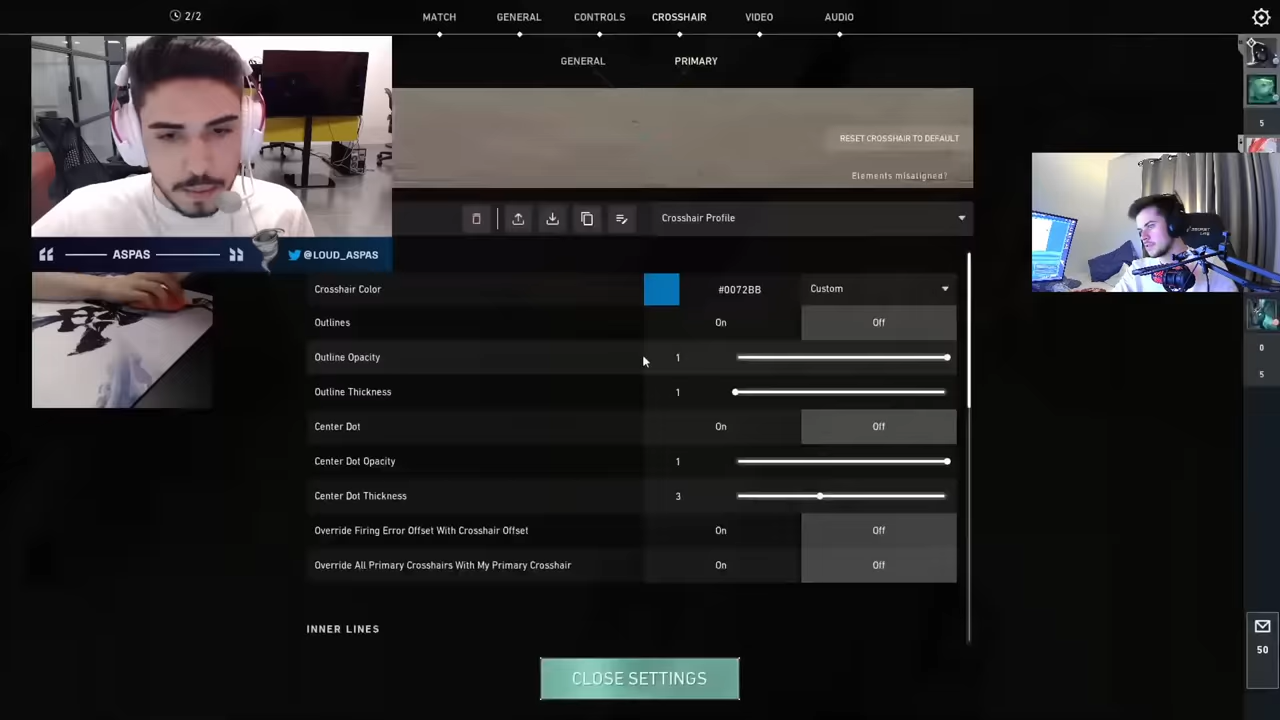 2/2
MATCH GENERAL CONTROLS CROSSHAIR VIDEO AUDIO
GENERAL PRIMARY
RESET CROSSHAIR TO DEFAULT
Elements misaligned?
Crosshair Profile
ASPAS
@LOUD_ASPAS
Crosshair Color #0072BB Custom
Outlines On Off
Outline Opacity 1
Outline Thickness 1
Center Dot On Off
Center Dot Opacity 1
Center Dot Thickness 3
Override Firing Error Offset With Crosshair Offset On Off
Override All Primary Crosshairs With My Primary Crosshair On Off
INNER LINES
CLOSE SETTINGS
5
0
5
50